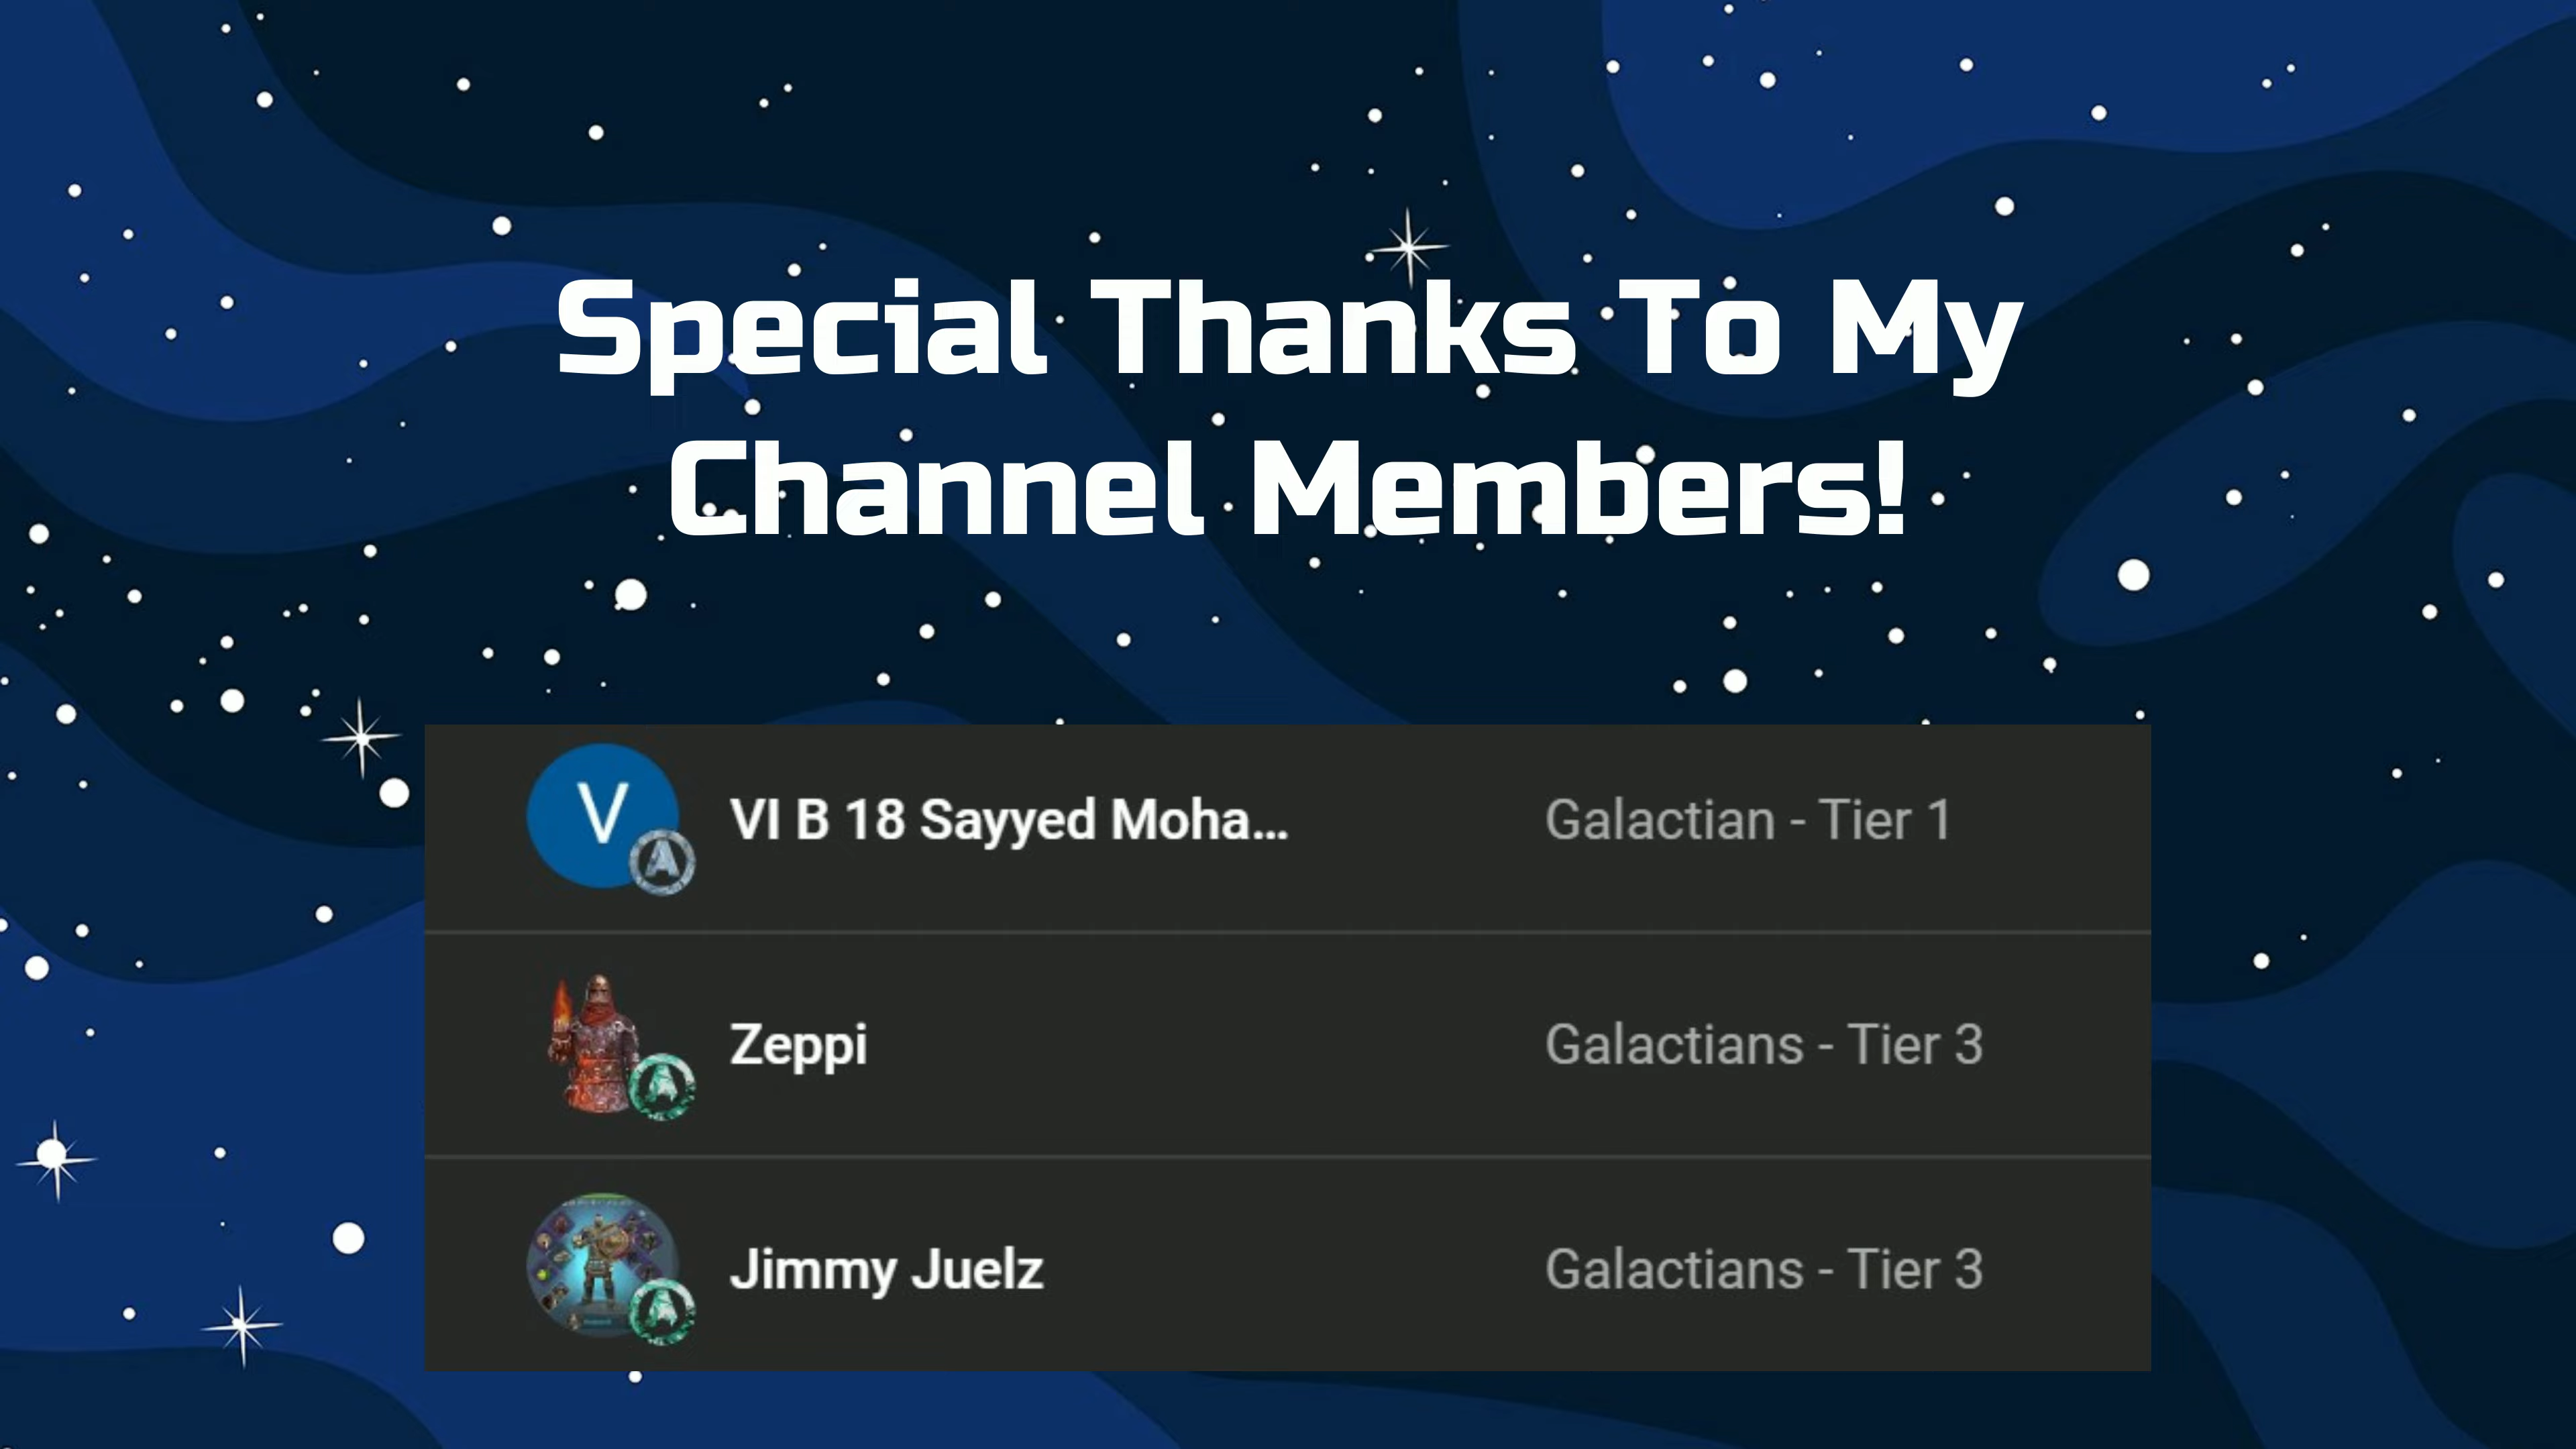 Special Thanks To My
Channel Members!
V
VI B 18 Sayyed Moha...
Galactian - Tier 1
Zeppi
Galactians - Tier 3
Jimmy Juelz
Galactians - Tier 3